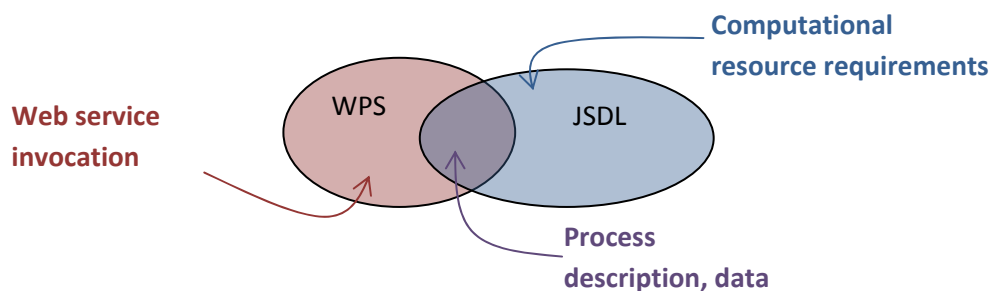 Computational
resource requirements
WPS
JSDL
Web service
invocation
Process
description, data